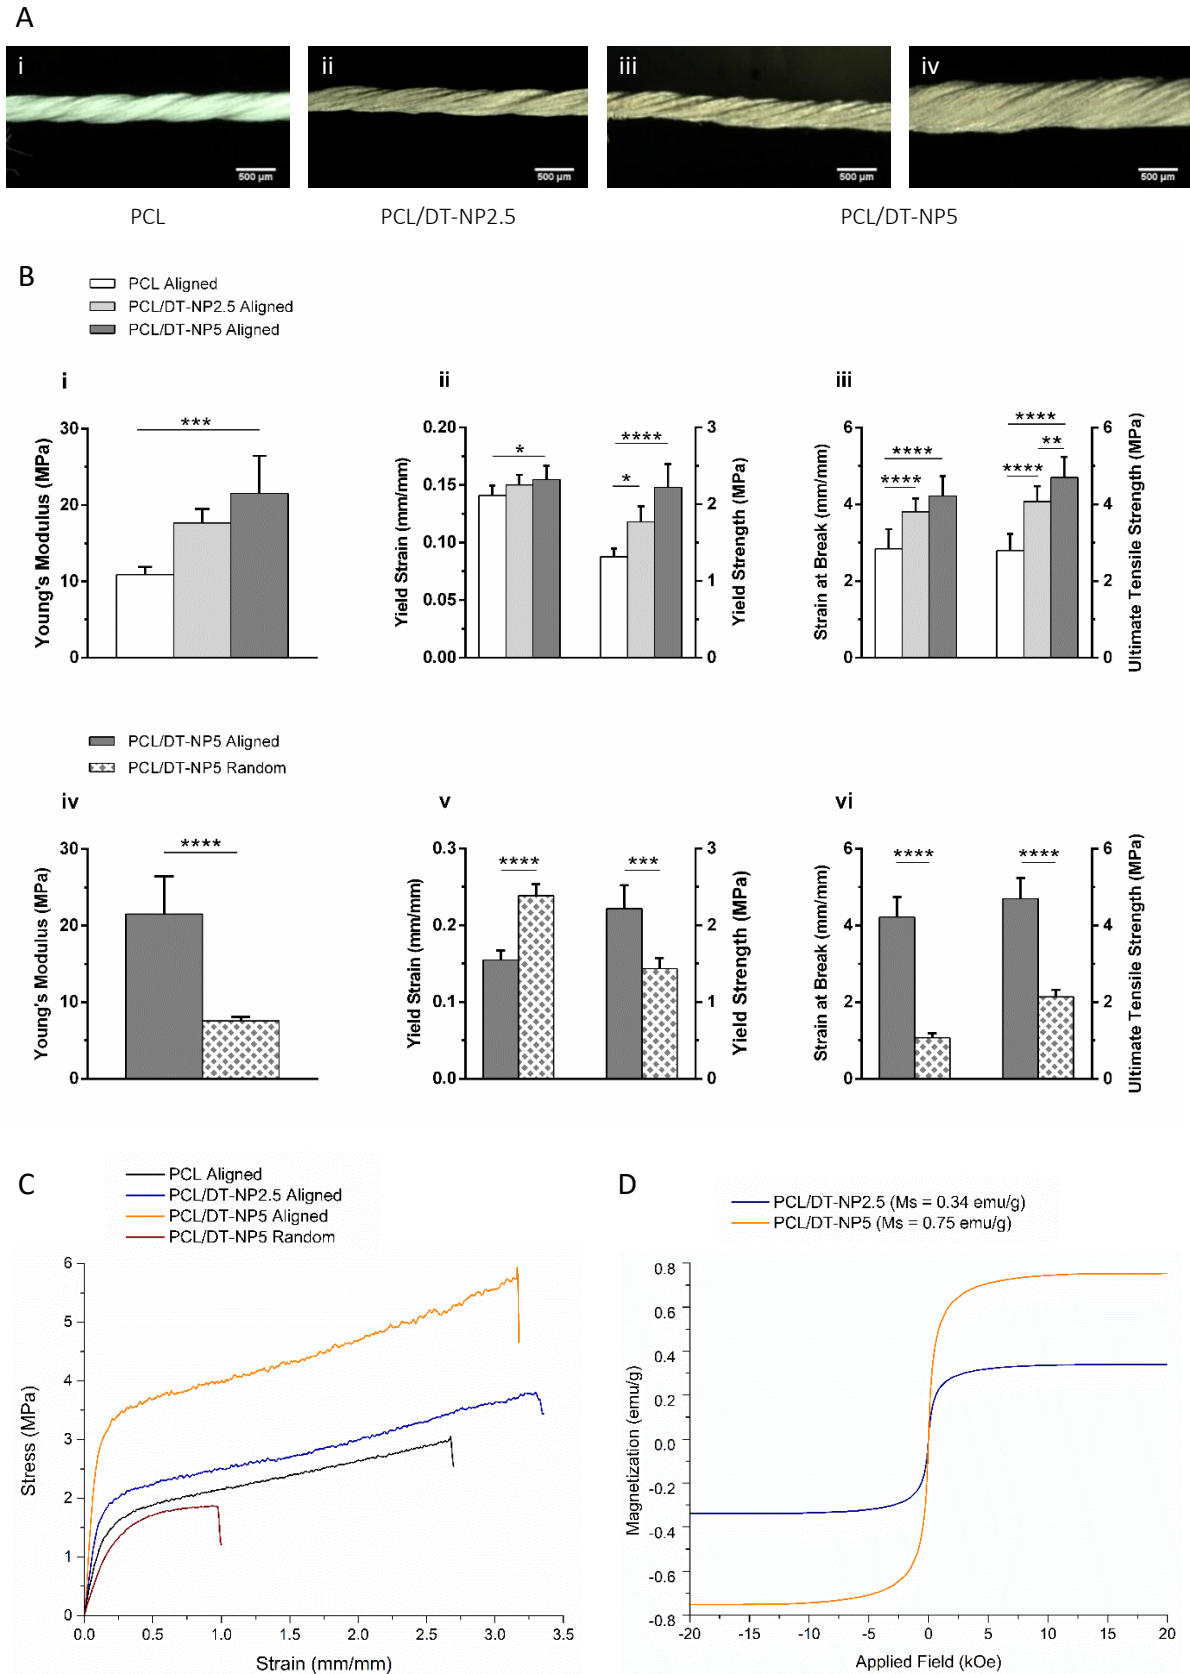 A
i
ii
iii
iv
500 µm
500 µm
500 µm
500 µm
PCL
PCL/DT-NP2.5
PCL/DT-NP5
B
PCL Aligned
PCL/DT-NP2.5 Aligned
PCL/DT-NP5 Aligned
i
Young's Modulus (MPa)
30
20
10
0
***
ii
Yield Strain (mm/mm)
0.20
0.15
0.10
0.05
0.00
*
*
****
3
2
1
0
Yield Strength (MPa)
iii
Strain at Break (mm/mm)
6
4
2
0
****
****
****
****
**
6
4
2
0
Ultimate Tensile Strength (MPa)
PCL/DT-NP5 Aligned
PCL/DT-NP5 Random
iv
Young's Modulus (MPa)
30
20
10
0
****
v
Yield Strain (mm/mm)
0.3
0.2
0.1
0.0
****
***
3
2
1
0
Yield Strength (MPa)
vi
Strain at Break (mm/mm)
6
4
2
0
****
****
6
4
2
0
Ultimate Tensile Strength (MPa)
C
PCL Aligned
PCL/DT-NP2.5 Aligned
PCL/DT-NP5 Aligned
PCL/DT-NP5 Random
Stress (MPa)
6
5
4
3
2
1
0
0.0 0.5 1.0 1.5 2.0 2.5 3.0 3.5
Strain (mm/mm)
D
PCL/DT-NP2.5 (Ms = 0.34 emu/g)
PCL/DT-NP5 (Ms = 0.75 emu/g)
Magnetization (emu/g)
0.8
0.4
0.2
0.0
-0.2
-0.4
-0.6
-0.8
-20 -15 -10 -5 0 5 10 15 20
Applied Field (kOe)